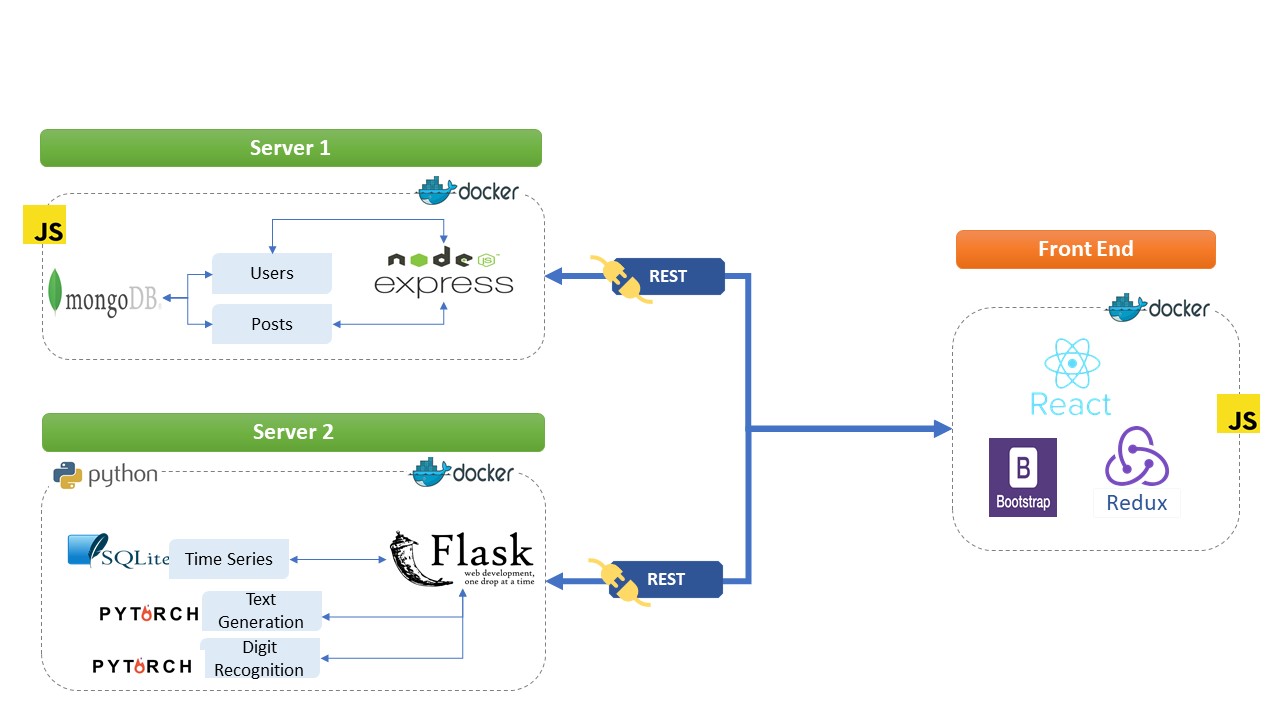 Server 1
docker
JS
node
JS
express
Users
mongoDB.
Posts
REST
Front End
docker
React
JS
B
Bootstrap
Redux
Server 2
python
docker
SQLite
Time Series
Flask
web development,
one drop at a time
REST
PYTORCH
Text
Generation
PYTORCH
Digit
Recognition